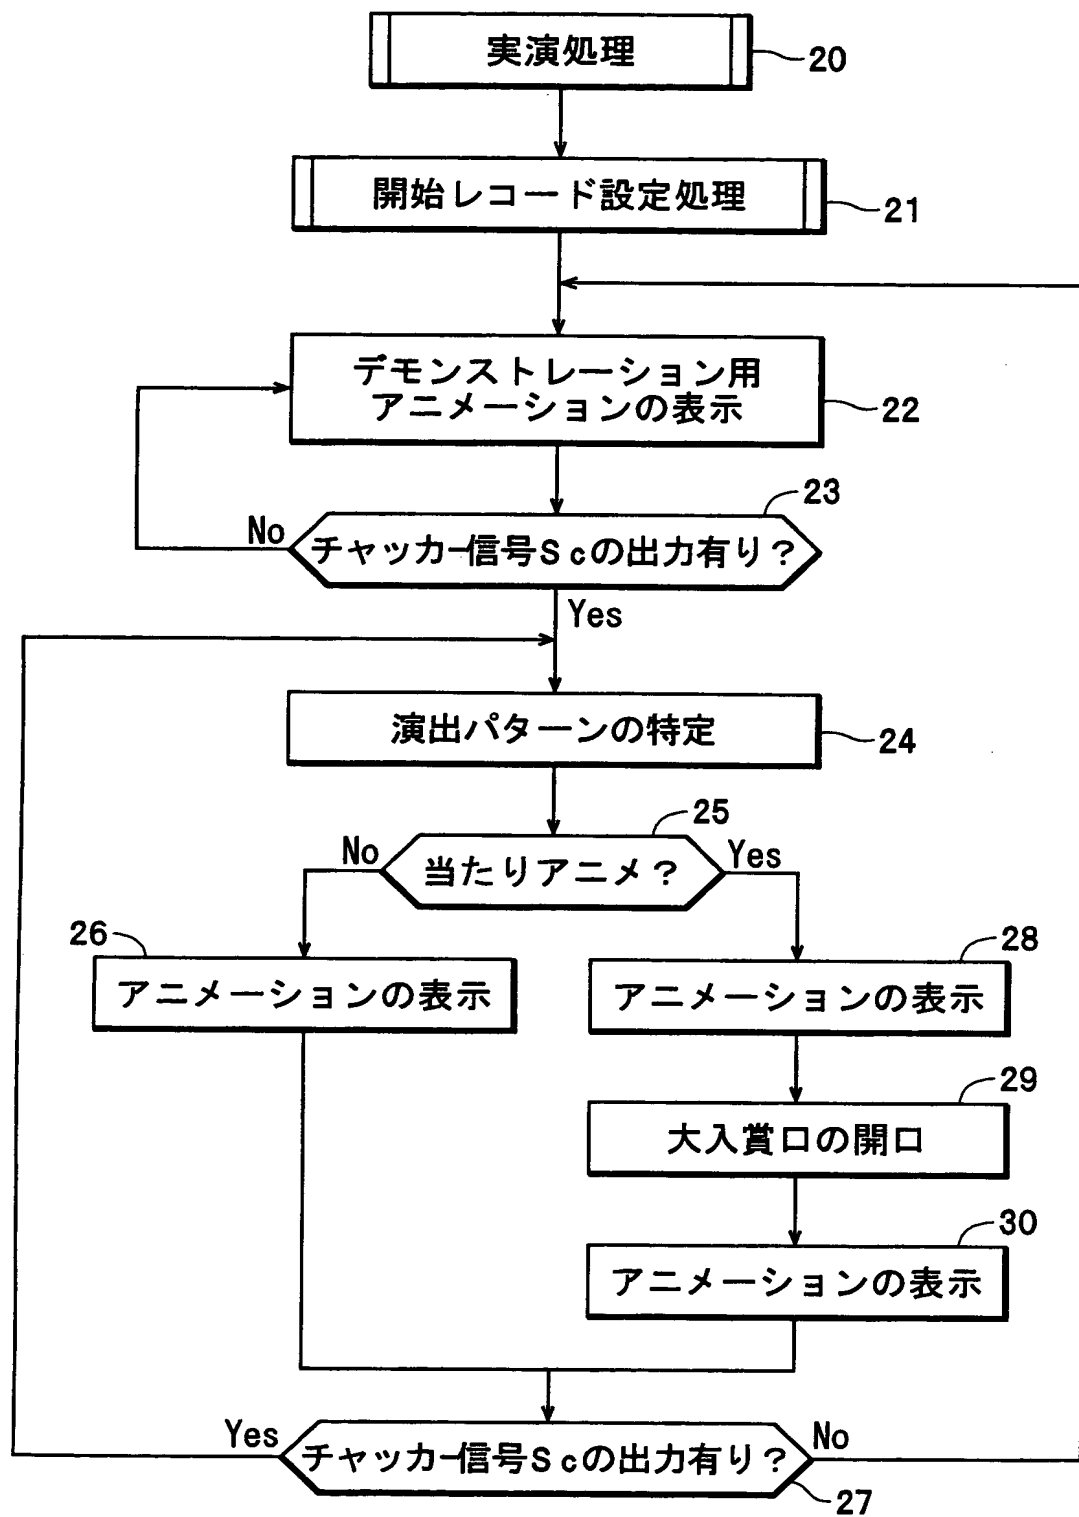 実演処理
20
開始レコード設定処理
21
デモンストレーション用
アニメーションの表示
22
23
No
チャッカー信号Scの出力有り？
Yes
演出パターンの特定
24
25
No
当たりアニメ？
Yes
26
アニメーションの表示
28
アニメーションの表示
29
大入賞口の開口
30
アニメーションの表示
Yes
チャッカー信号Scの出力有り？
No
27